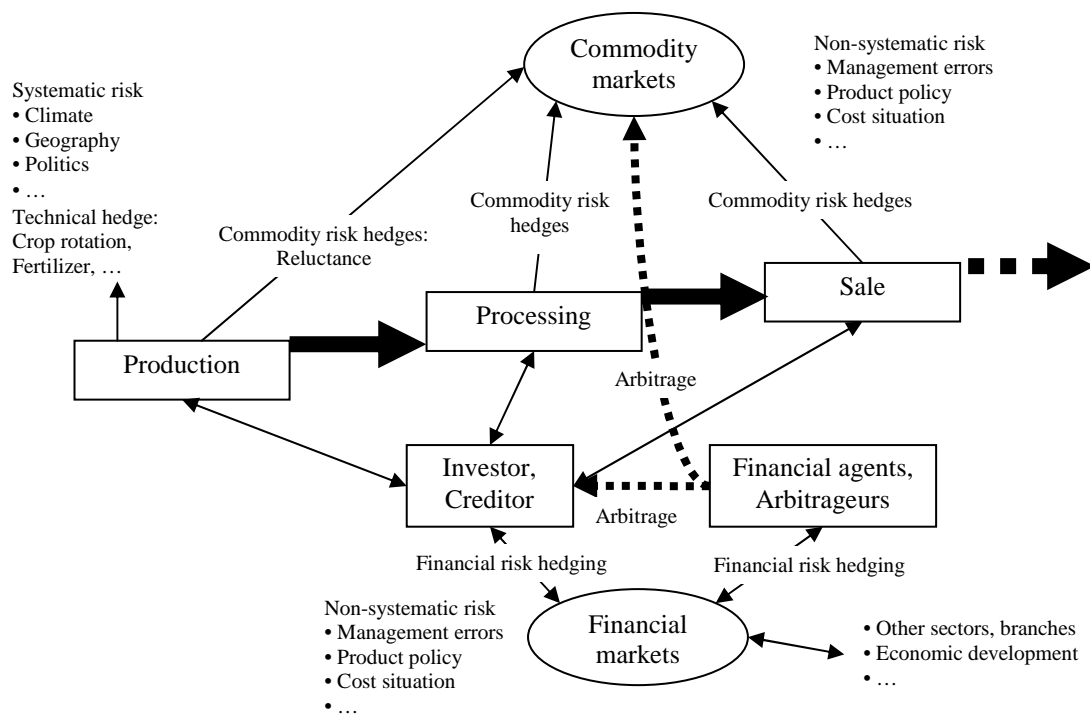 Commodity
markets
Non-systematic risk
• Management errors
• Product policy
• Cost situation
• …
Systematic risk
• Climate
• Geography
• Politics
• …
Technical hedge:
Crop rotation,
Fertilizer, …
Commodity risk hedges:
Reluctance
Commodity risk
hedges
Commodity risk hedges
Sale
Processing
Production
Arbitrage
Investor,
Creditor
Financial agents,
Arbitrageurs
Arbitrage
Financial risk hedging
Financial risk hedging
Non-systematic risk
• Management errors
• Product policy
• Cost situation
• …
Financial
markets
• Other sectors, branches
• Economic development
• …